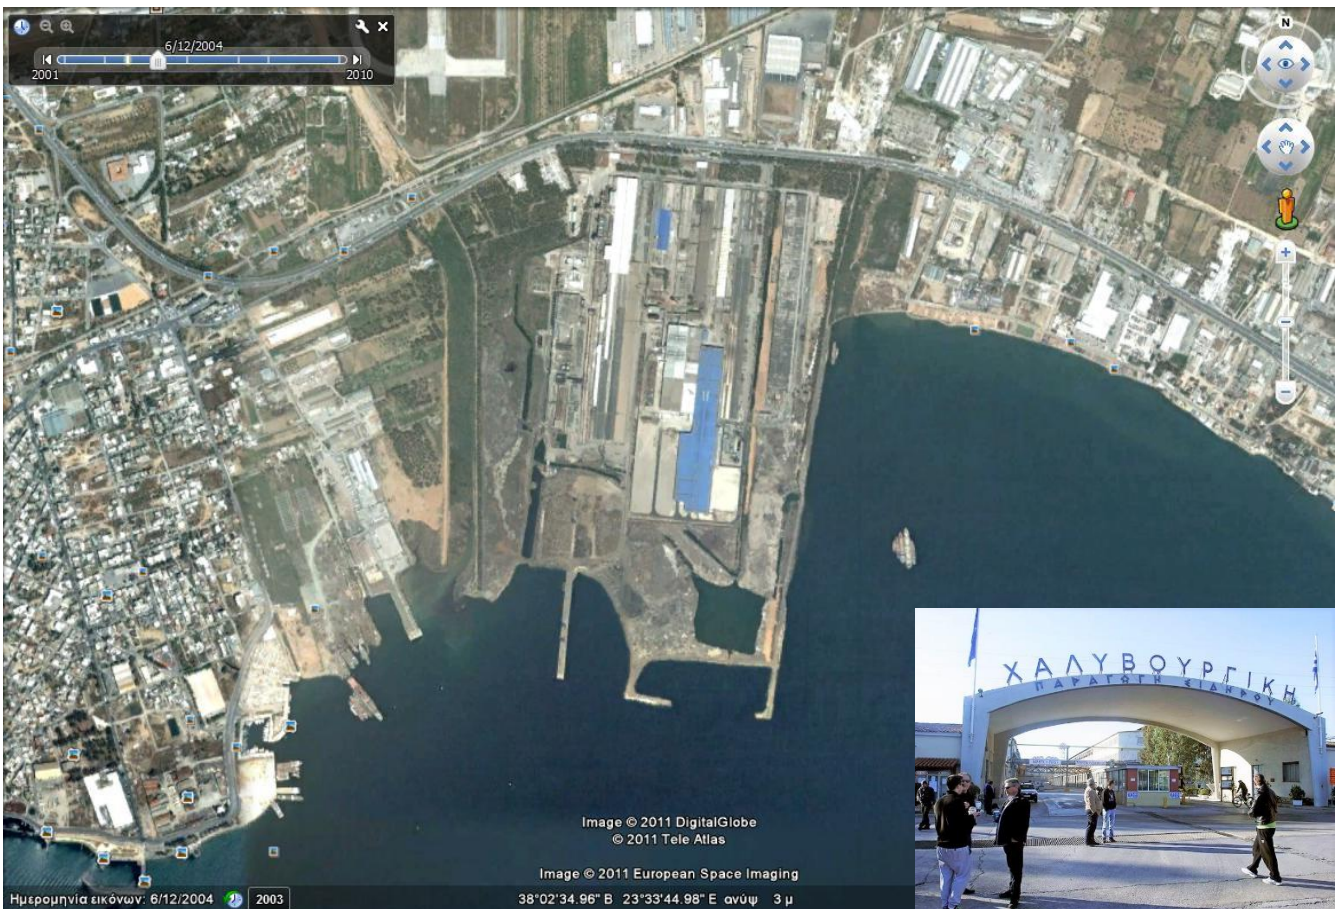 6/12/2004
2001
2010
N
ΧΑΛΥΒΟΥΡΓΙΚΗ
ΠΑΡΑΓΩΓΗ ΣΙΔΗΡΟΥ
Image © 2011 DigitalGlobe
© 2011 Tele Atlas
Image © 2011 European Space Imaging
Ημερομηνία εικόνων: 6/12/2004 2003 38°02'34.96" Β 23°33'44.98" Ε ανύψ 3 μ